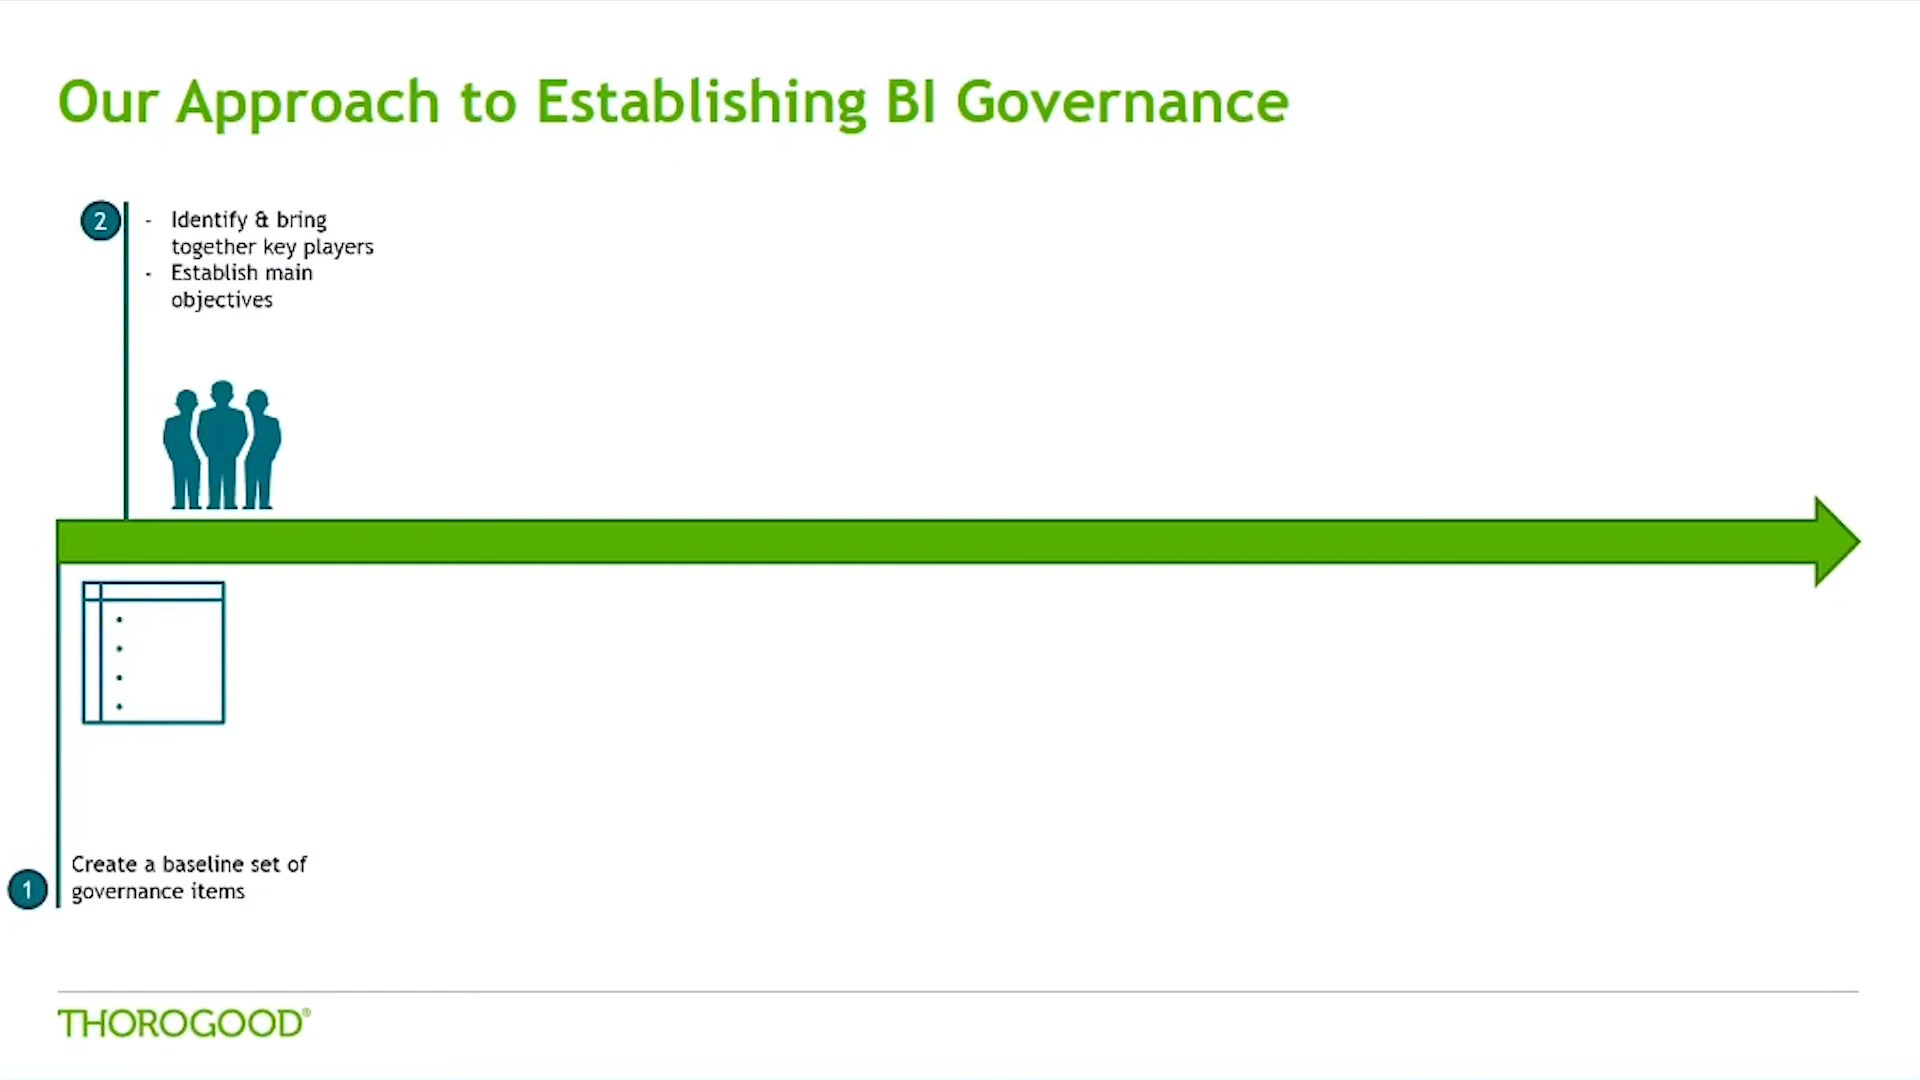 Our Approach to Establishing BI Governance
2
- Identify & bring
together key players
- Establish main
objectives
Create a baseline set of
1
governance items
THOROGOOD®